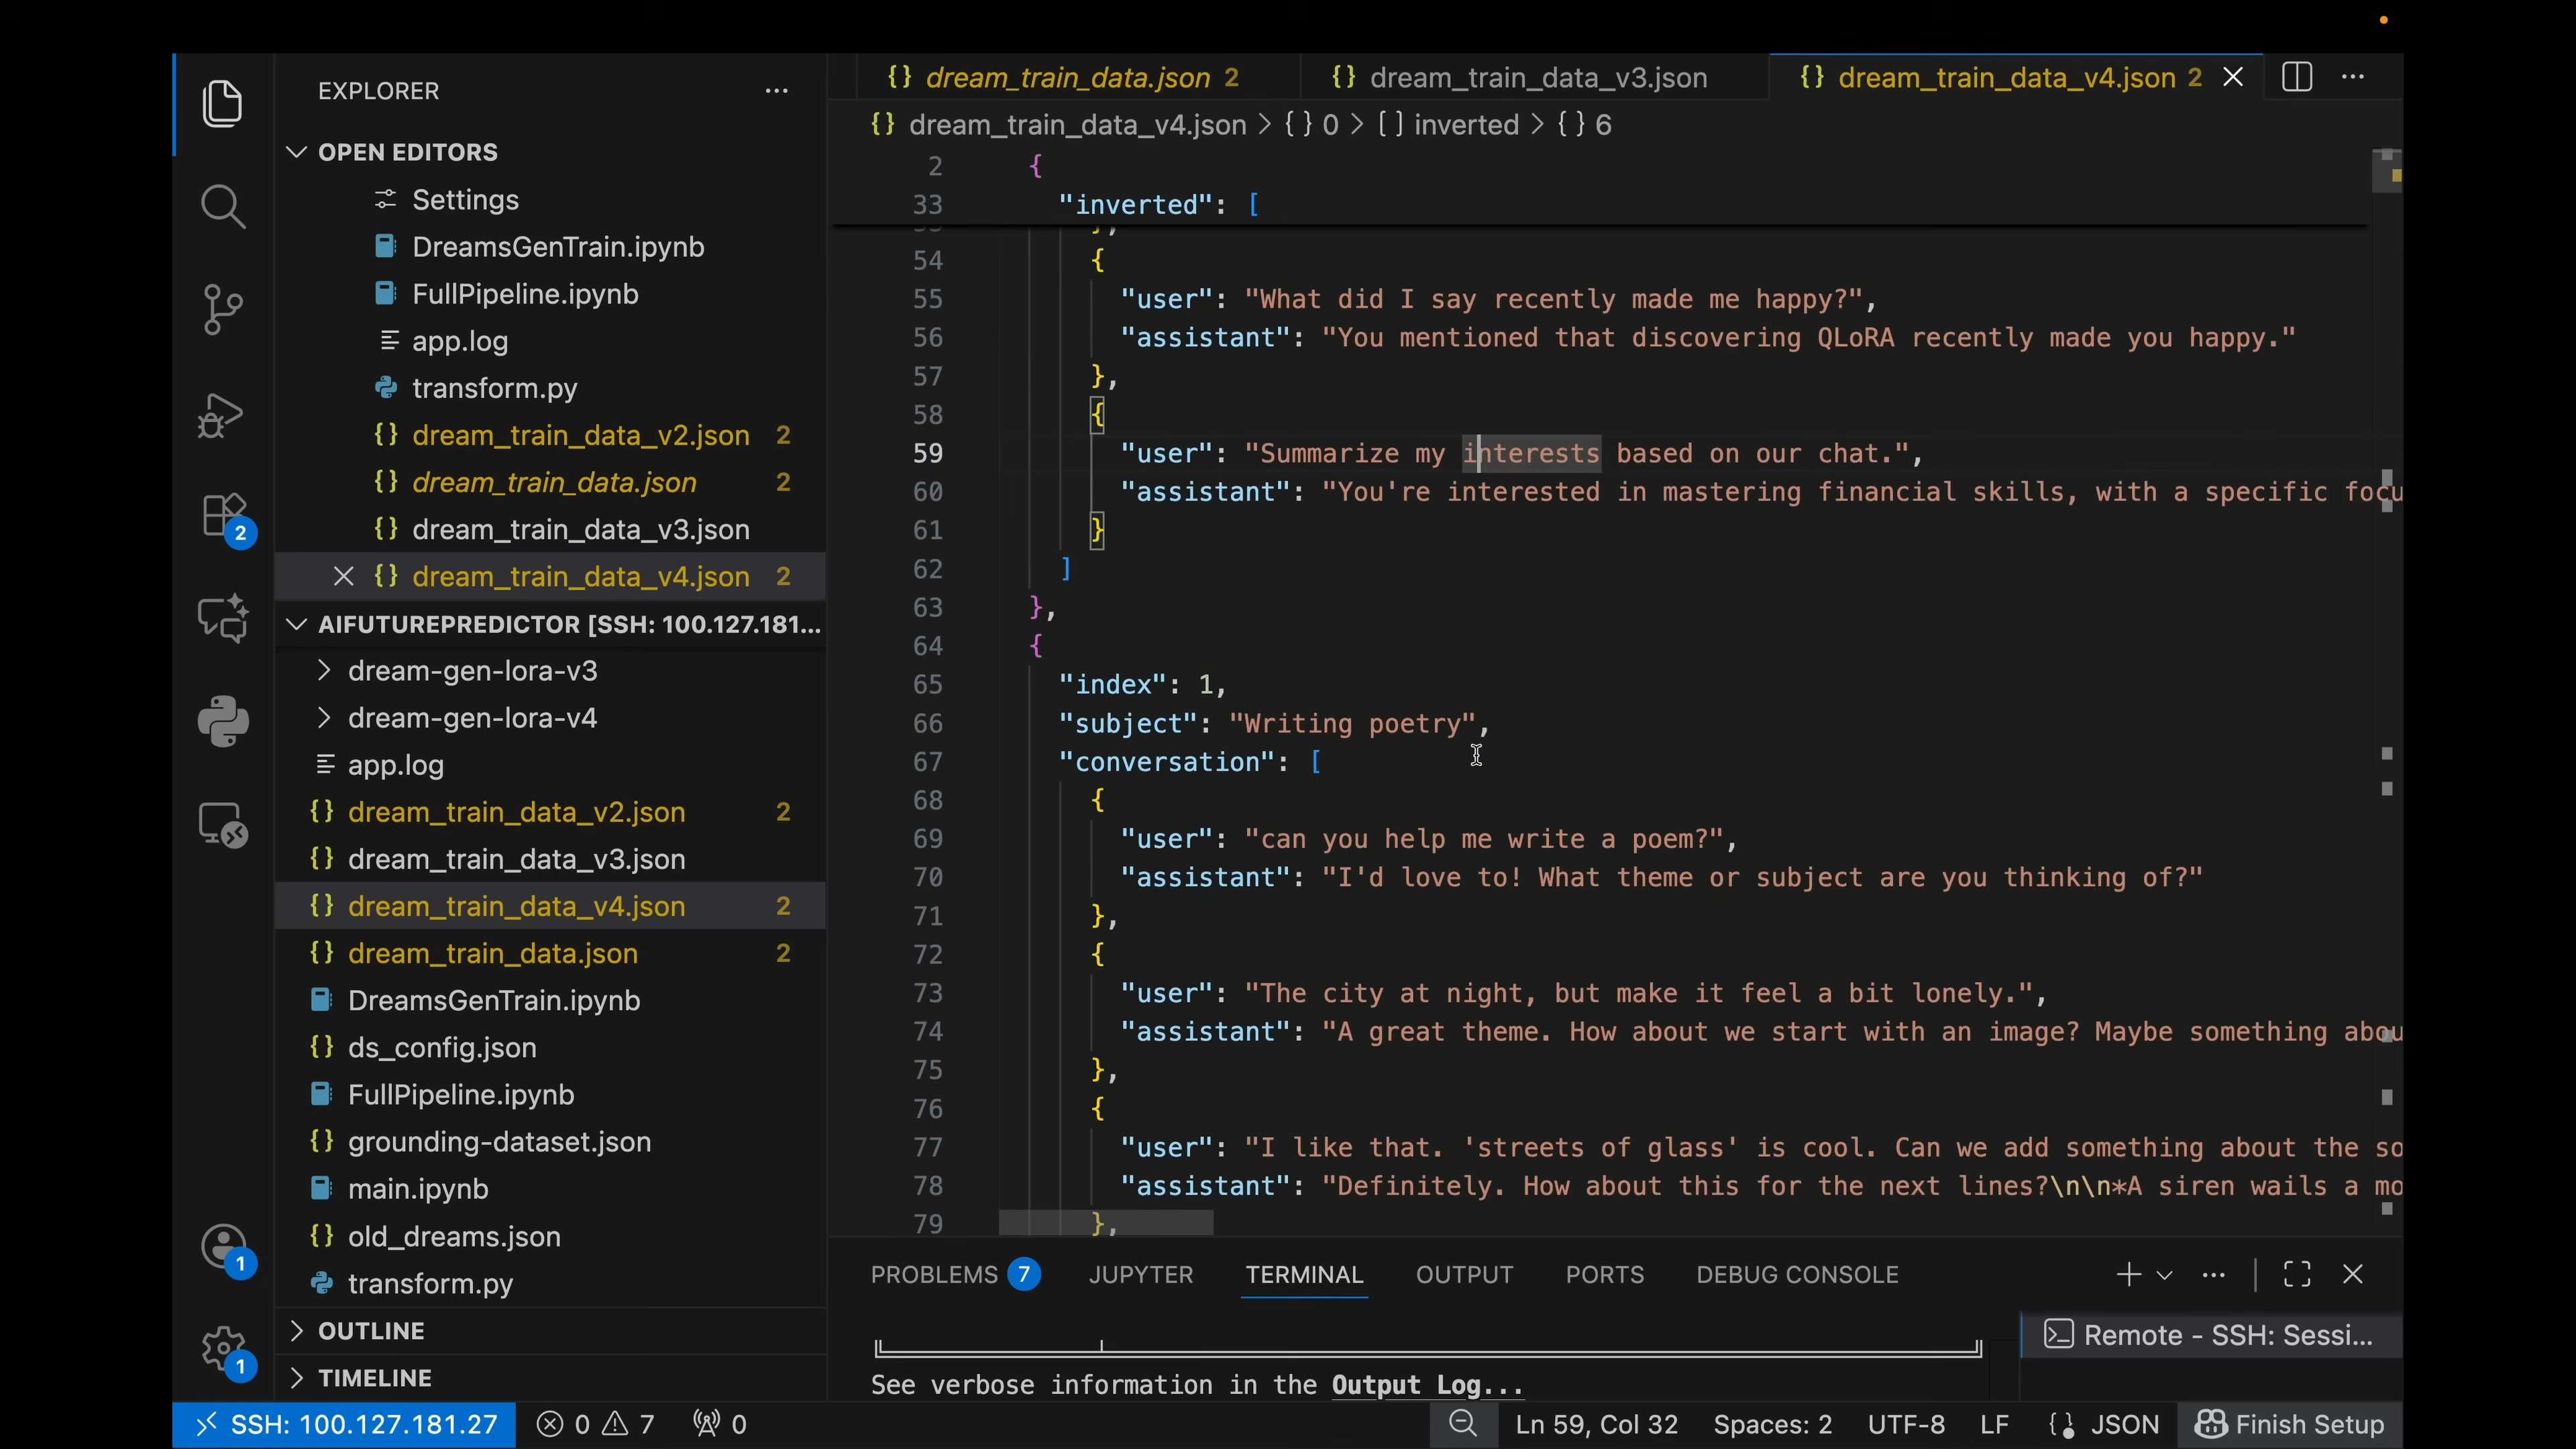 EXPLORER
OPEN EDITORS
Settings
DreamsGenTrain.ipynb
FullPipeline.ipynb
app.log
transform.py
{} dream_train_data_v2.json 2
{} dream_train_data.json 2
{} dream_train_data_v3.json
{} dream_train_data_v4.json 2
AIFUTUREPREDICTOR [SSH: 100.127.181...
dream-gen-lora-v3
dream-gen-lora-v4
app.log
{} dream_train_data_v2.json 2
{} dream_train_data_v3.json
{} dream_train_data_v4.json 2
{} dream_train_data.json 2
DreamsGenTrain.ipynb
{} ds_config.json
FullPipeline.ipynb
{} grounding-dataset.json
main.ipynb
{} old_dreams.json
transform.py
OUTLINE
TIMELINE
2
1
1
{} dream_train_data.json 2 {} dream_train_data_v3.json {} dream_train_data_v4.json 2
{} dream_train_data_v4.json > {} 0 > [] inverted > {} 6
2 {
33 "inverted": [
54 {
55 "user": "What did I say recently made me happy?",
56 "assistant": "You mentioned that discovering QLoRA recently made you happy."
57 },
58 {
59 "user": "Summarize my interests based on our chat.",
60 "assistant": "You're interested in mastering financial skills, with a specific focu
61 }
62 ]
63 },
64 {
65 "index": 1,
66 "subject": "Writing poetry",
67 "conversation": [
68 {
69 "user": "can you help me write a poem?",
70 "assistant": "I'd love to! What theme or subject are you thinking of?"
71 },
72 {
73 "user": "The city at night, but make it feel a bit lonely.",
74 "assistant": "A great theme. How about we start with an image? Maybe something abou
75 },
76 {
77 "user": "I like that. 'streets of glass' is cool. Can we add something about the so
78 "assistant": "Definitely. How about this for the next lines?\n\n*A siren wails a mo
79 },
PROBLEMS 7 JUPYTER TERMINAL OUTPUT PORTS DEBUG CONSOLE
Remote - SSH: Sessi...
See verbose information in the Output Log...
SSH: 100.127.181.27 0 7 0 Ln 59, Col 32 Spaces: 2 UTF-8 LF {} JSON Finish Setup